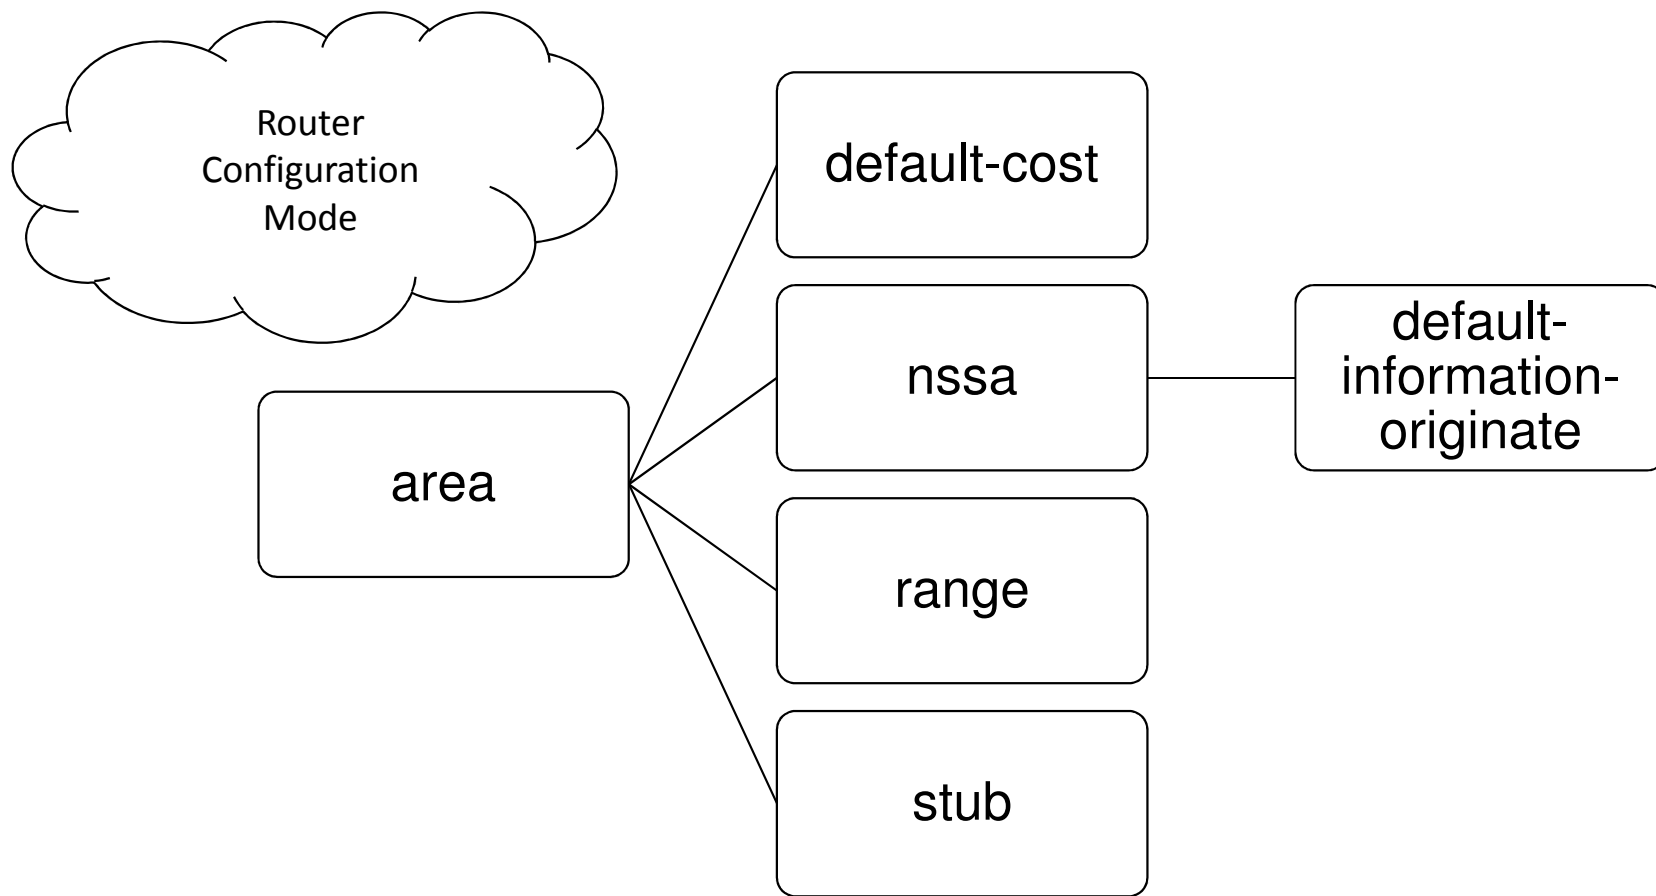 Router
Configuration
Mode
default-cost
default-
information-
originate
nssa
area
range
stub